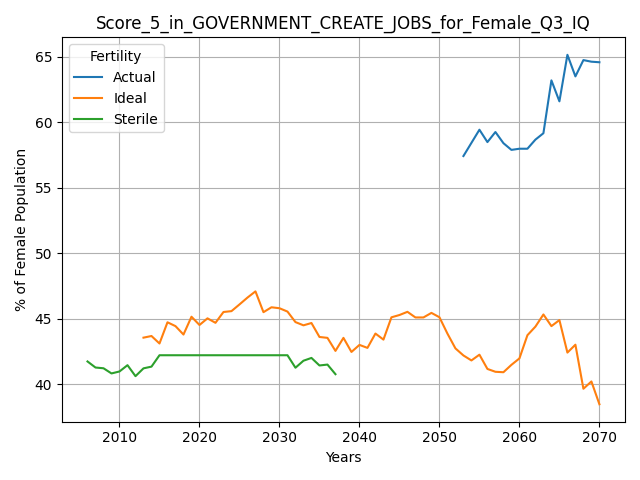 Score_5_in_GOVERNMENT_CREATE_JOBS_for_Female_Q3_IQ
Fertility
Actual
Ideal
Sterile
% of Female Population
65
60
55
50
45
40
2010
2020
2030
2040
2050
2060
2070
Years